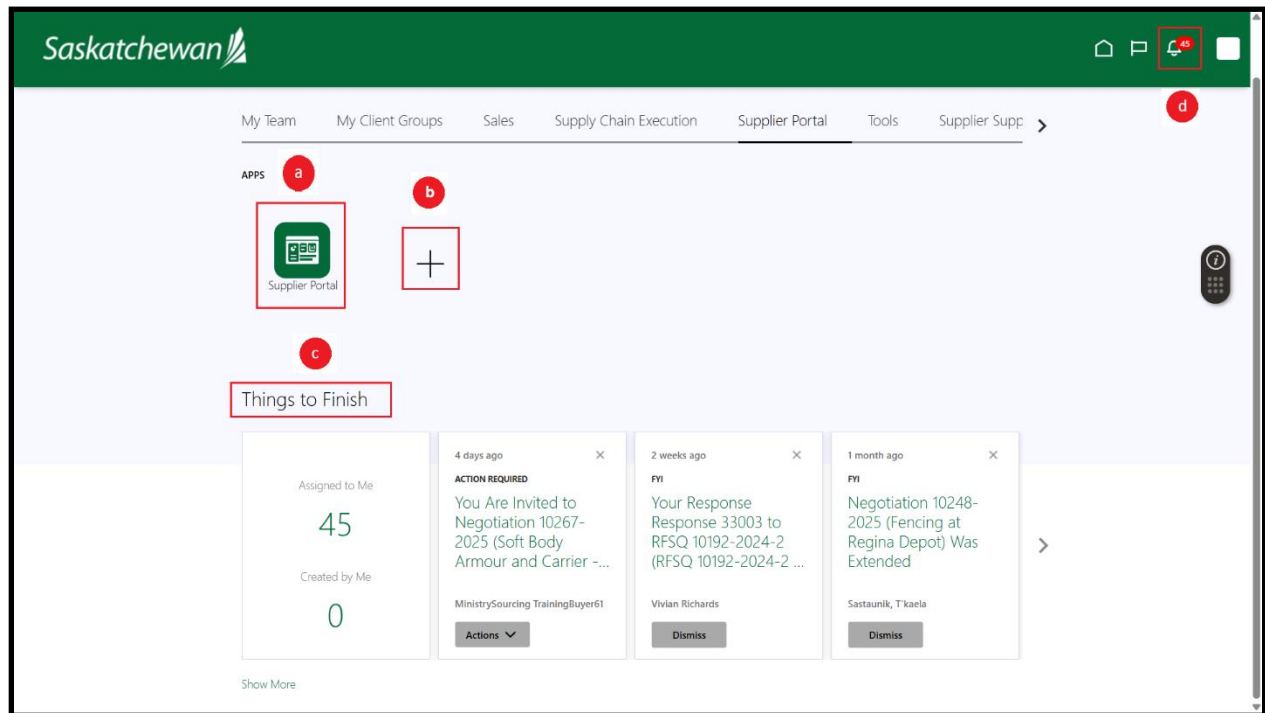 Saskatchewan
45
d
My Team My Client Groups Sales Supply Chain Execution Supplier Portal Tools Supplier Supp
APPS
a
b
Supplier Portal
c
Things to Finish
Assigned to Me
45
Created by Me
0
4 days ago
ACTION REQUIRED
You Are Invited to
Negotiation 10267-
2025 (Soft Body
Armour and Carrier -...
MinistrySourcing TrainingBuyer61
Actions
2 weeks ago
FYI
Your Response
Response 33003 to
RFSQ 10192-2024-2
(RFSQ 10192-2024-2 ...
Vivian Richards
Dismiss
1 month ago
FYI
Negotiation 10248-
2025 (Fencing at
Regina Depot) Was
Extended
Sastaunik, T'kaela
Dismiss
Show More